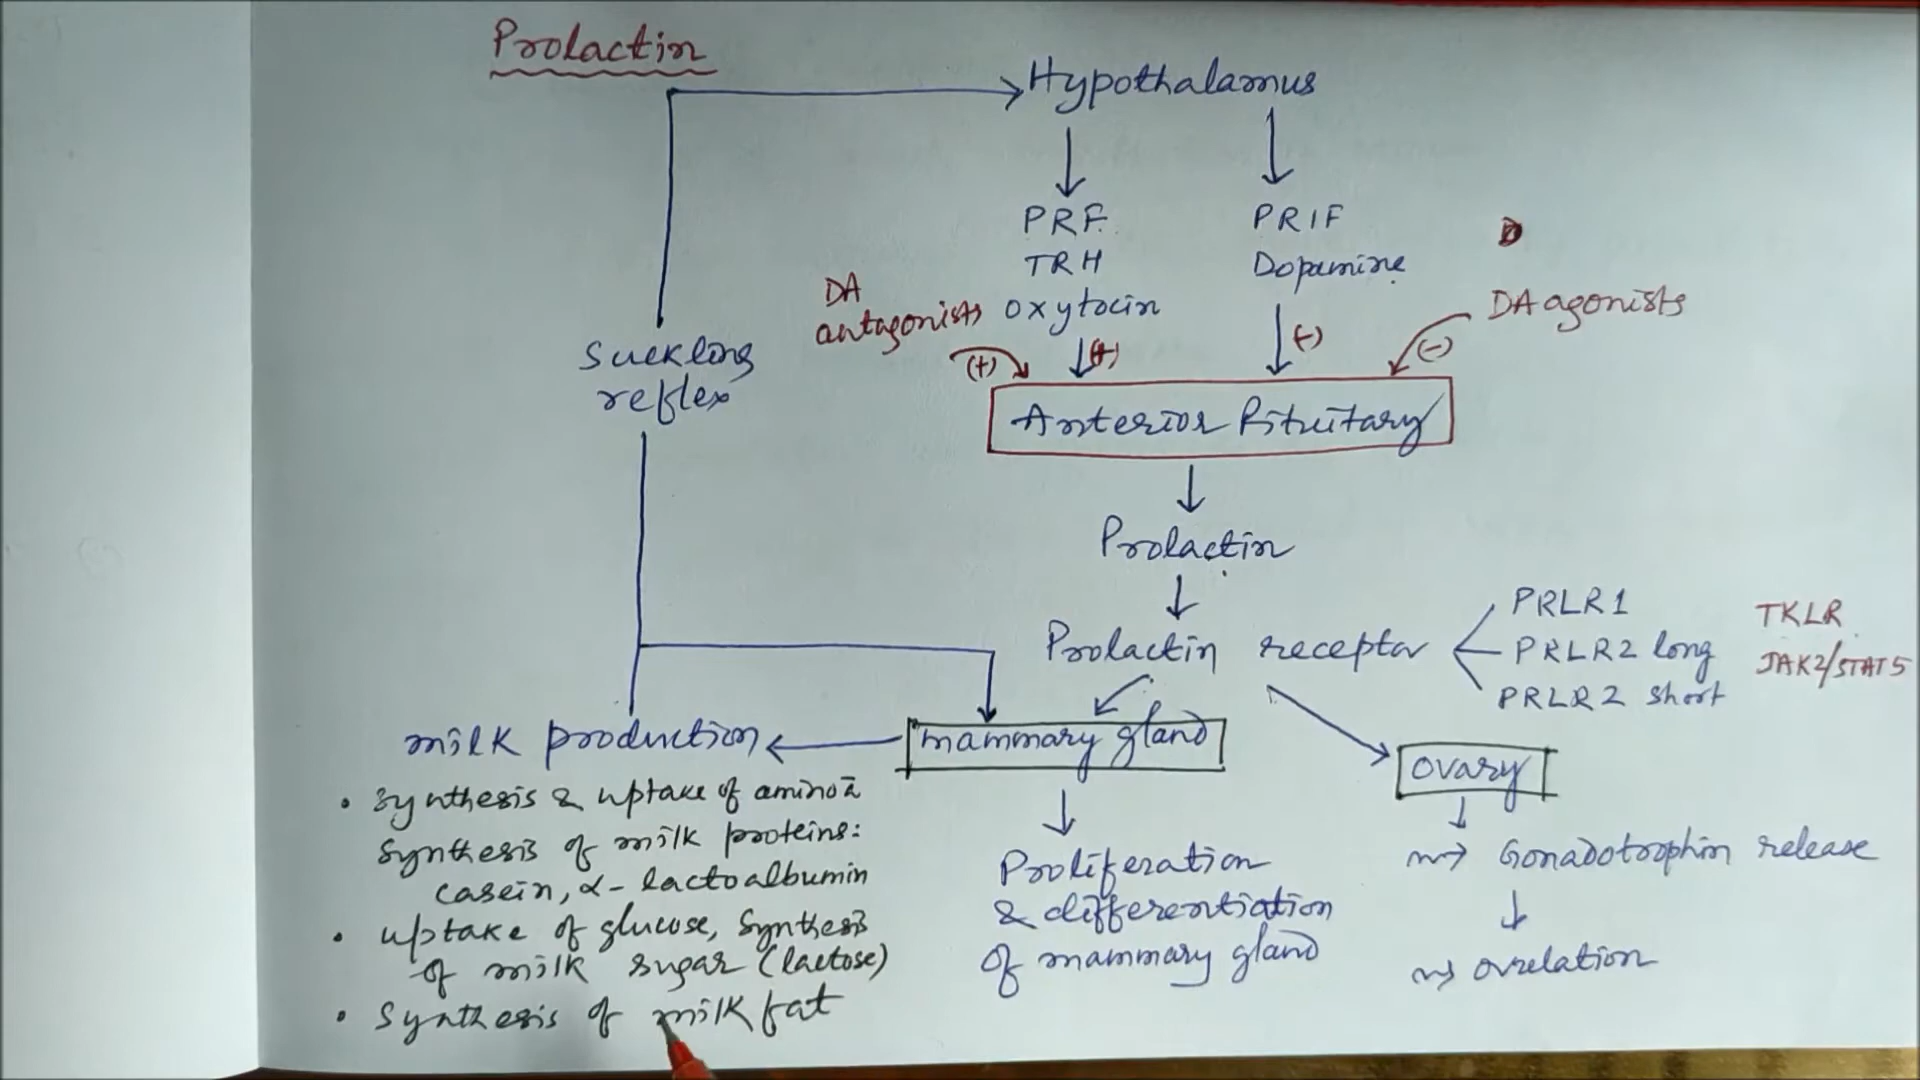 Prolactin
Hypothalamus
PRF
TRH
oxytocin
(+)
PRIF
Dopamine
(-)
DA
antagonists
(+)
DA agonists
(-)
Suckling
reflex
Anterior Pituitary
Prolactin
Prolactin receptor
PRLR1
PRLR2 long
PRLR2 short
TKLR
JAK2/STAT5
milk production
mammary gland
ovary
• Synthesis & uptake of amino ā
Synthesis of milk proteins:
casein, α-lactoalbumin
• uptake of glucose, Synthesis
of milk sugar (lactose)
• Synthesis of milk fat
Proliferation
& differentiation
of mammary gland
Gonadotrophin release
ovulation